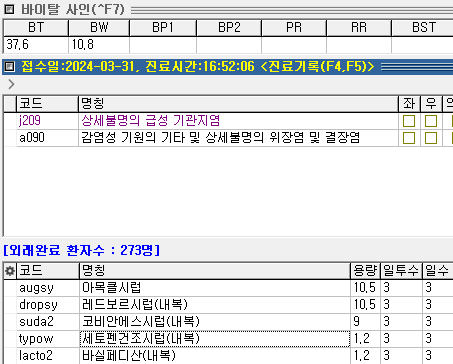 바이탈 사인(^F7)
BT BW BP1 BP2 PR RR BST
37,6 10,8
접수일:2024-03-31, 진료시간:16:52:06 <진료기록(F4,F5)>
코드 명칭 좌 우
j209 상세불명의 급성 기관지염
a090 감염성 기원의 기타 및 상세불명의 위장염 및 결장염
[외래완료 환자수 : 273명]
코드 명칭 용량 일투수 일수
augsy 아목클시럽 10,5 3 3
dropsy 레드보르시럽(내복) 10,5 3 3
suda2 코비안에스시럽(내복) 9 3 3
typow 세토펜건조시럽(내복) 1,2 3 3
lacto2 바실페디산(내복) 1,2 3 3